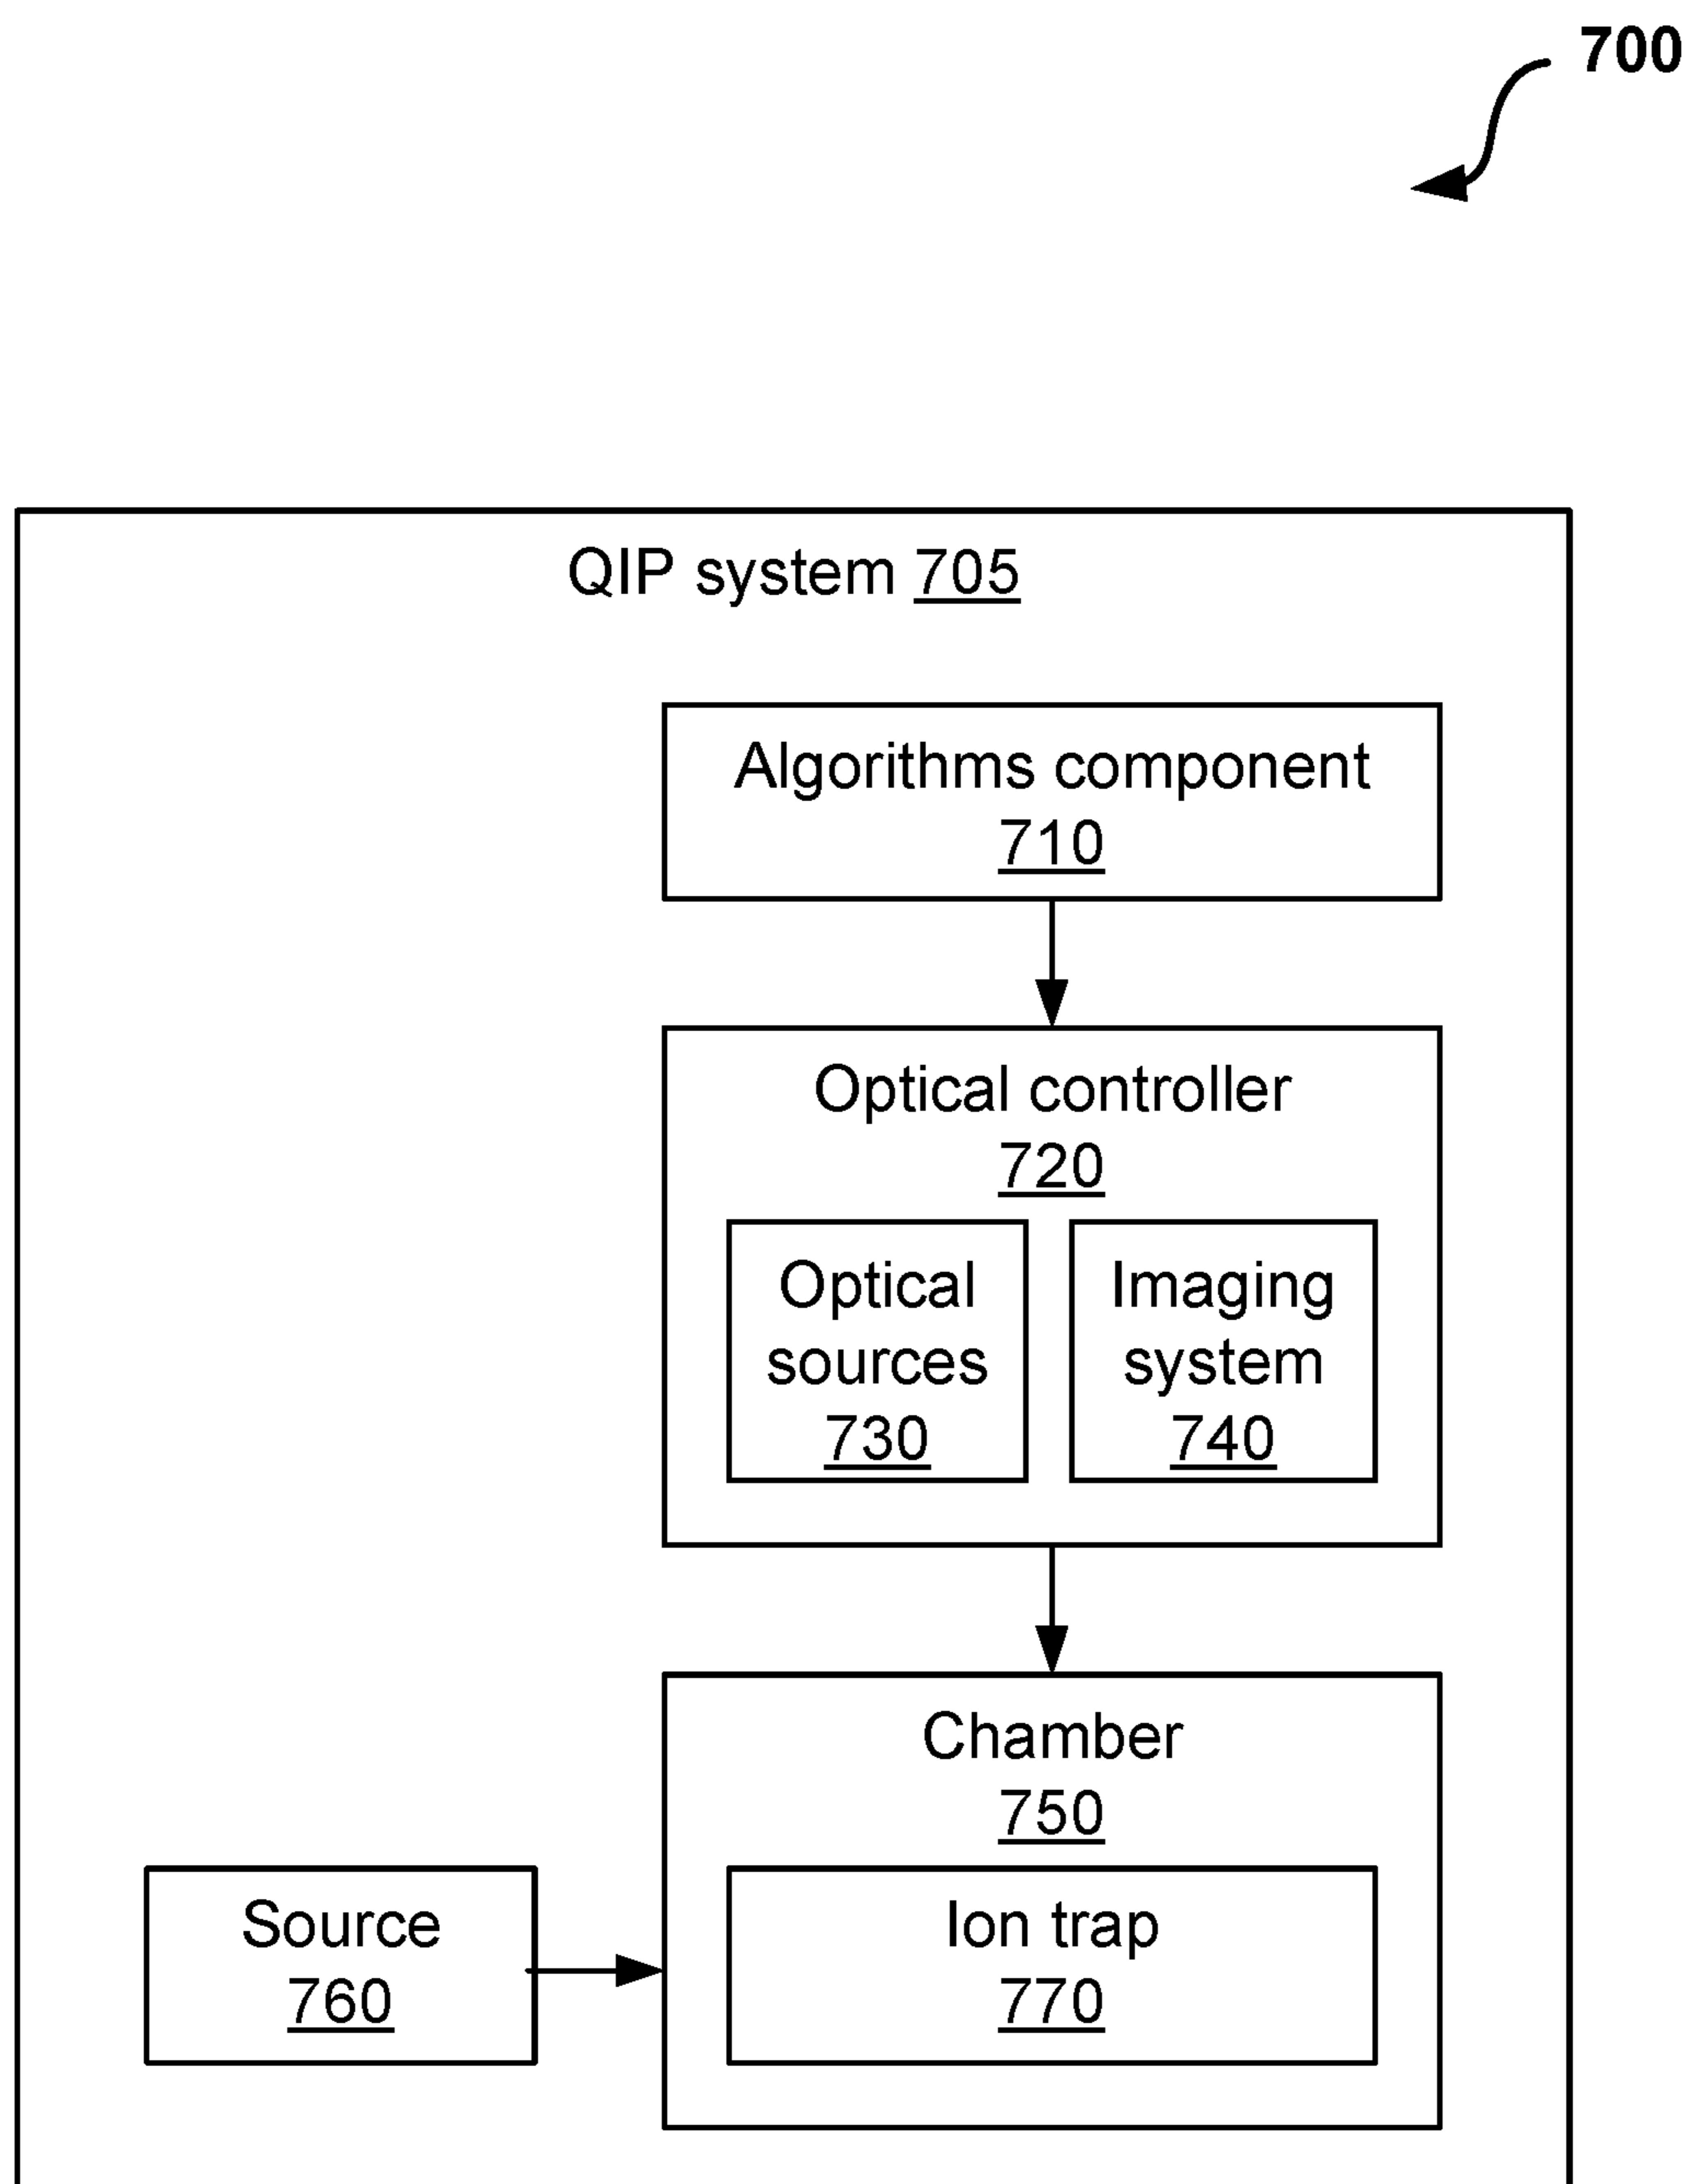 700
QIP system 705
Algorithms component
710
Optical controller
720
Optical
sources
730
Imaging
system
740
Chamber
750
Source
760
Ion trap
770